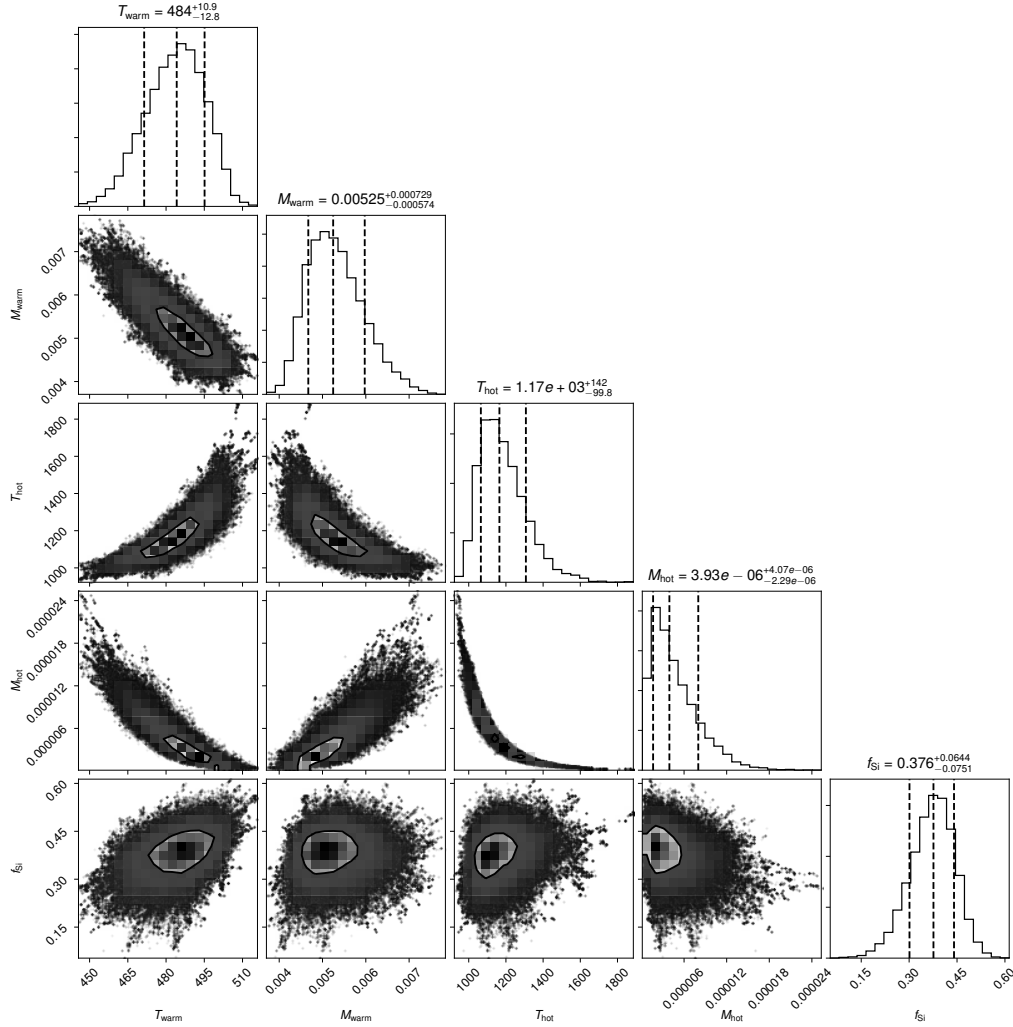 T_warm = 484 +10.9 −12.8
M_warm = 0.00525 +0.000729 −0.000574
0.007
0.006
0.005
0.004
M_warm
T_hot = 1.17e + 03 +142 −99.8
1800
1600
1400
1200
1000
T_hot
M_hot = 3.93e − 06 +4.07e−06 −2.29e−06
0.000024
0.000018
0.000012
0.000006
M_hot
f_Si = 0.376 +0.0644 −0.0751
0.60
0.45
0.30
0.15
f_Si
450 465 480 495 510
0.004 0.005 0.006 0.007
1000 1200 1400 1600 1800
0.000006 0.000012 0.000018 0.000024
0.15 0.30 0.45 0.60
T_warm M_warm T_hot M_hot f_Si